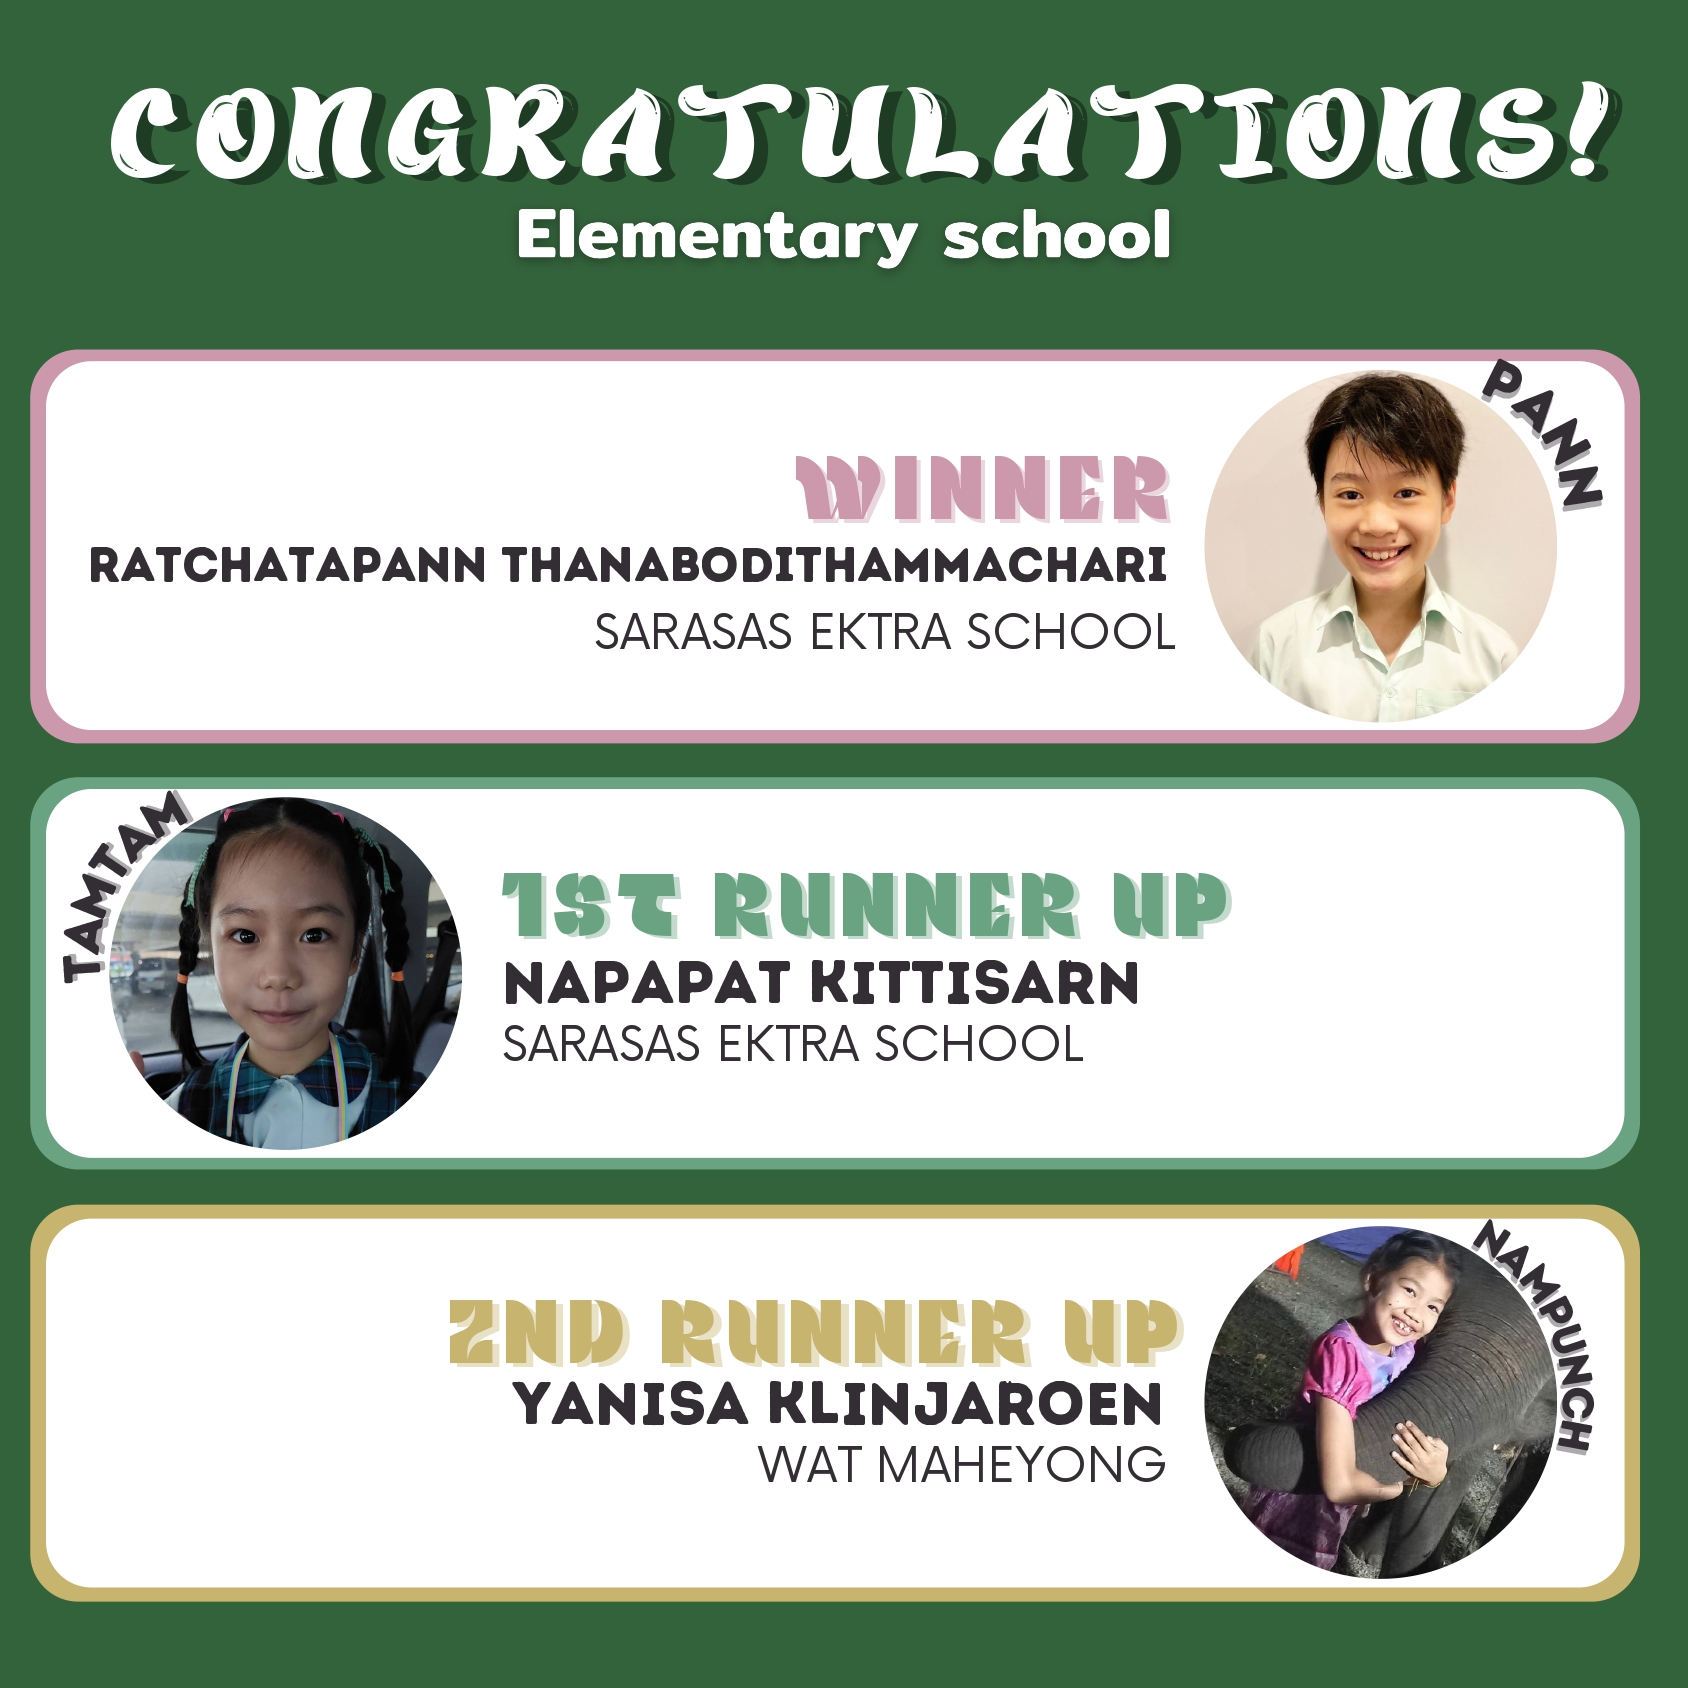 CONGRATULATIONS!
Elementary school
PANN
WINNER
RATCHATAPANN THANABODITHAMMACHARI
SARASAS EKTRA SCHOOL
TAMTAM
1ST RUNNER UP
NAPAPAT KITTISARN
SARASAS EKTRA SCHOOL
2ND RUNNER UP
YANISA KLINJAROEN
WAT MAHEYONG
NAMPUNCH